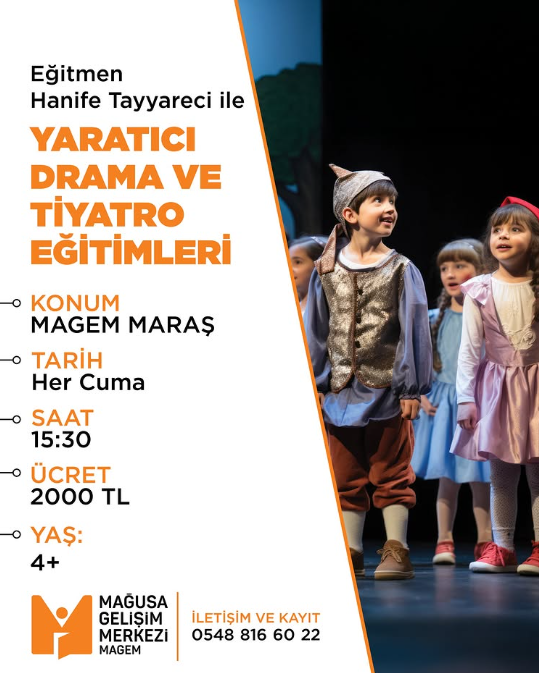 Eğitmen
Hanife Tayyareci ile
YARATICI
DRAMA VE
TİYATRO
EĞİTİMLERİ
KONUM
MAGEM MARAŞ
TARİH
Her Cuma
SAAT
15:30
ÜCRET
2000 TL
YAŞ:
4+
MAĞUSA
GELİŞİM
MERKEZİ
MAGEM
İLETİŞİM VE KAYIT
0548 816 60 22